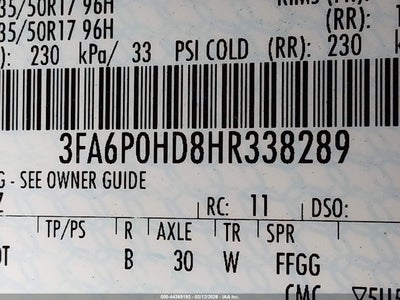 35/50R17 96H
35/50R17 96H (RR):
): 230 kPa/ 33 PSI COLD (RR): 230
3FA6P0HD8HR338289
G - SEE OWNER GUIDE
RC: 11 DSO:
TP/PS R AXLE TR SPR
B 30 W FFGG